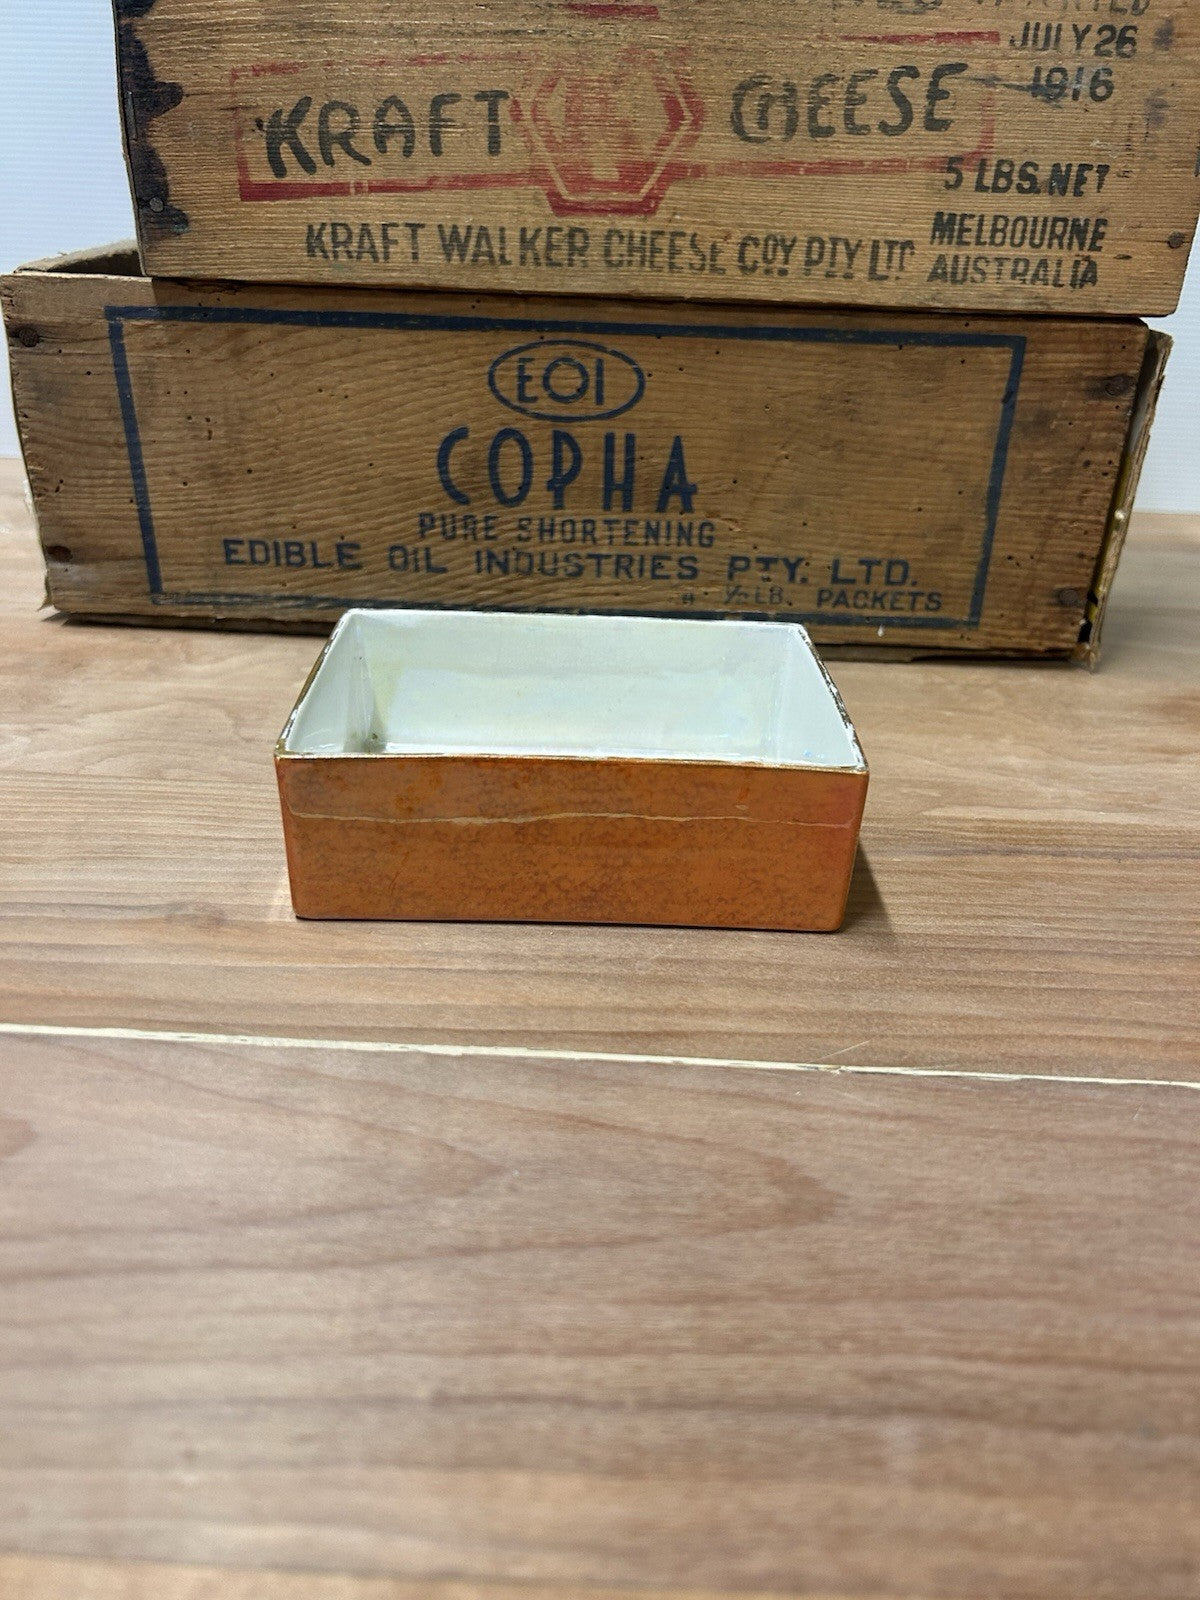 JULY 26
1916
KRAFT K CHEESE
5 LBS. NET
KRAFT WALKER CHEESE COY PTY LTD
MELBOURNE
AUSTRALIA
EOI
COPHA
PURE SHORTENING
EDIBLE OIL INDUSTRIES PTY. LTD.
½ LB. PACKETS